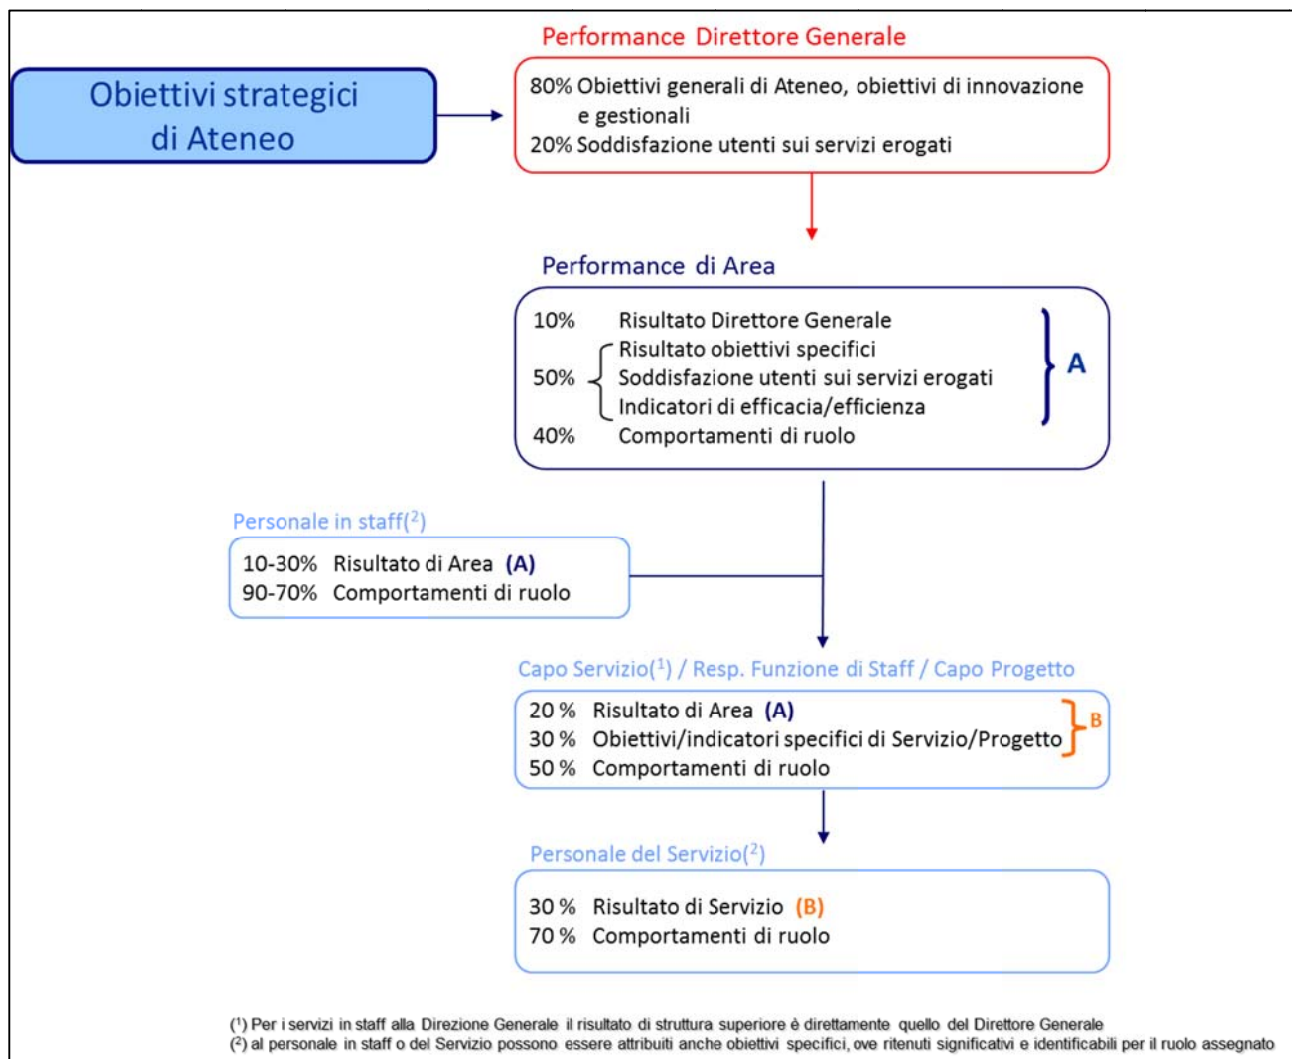 Performance Direttore Generale
Obiettivi strategici
di Ateneo
80% Obiettivi generali di Ateneo, obiettivi di innovazione
e gestionali
20% Soddisfazione utenti sui servizi erogati
Performance di Area
10% Risultato Direttore Generale
Risultato obiettivi specifici
50% Soddisfazione utenti sui servizi erogati
Indicatori di efficacia/efficienza
40% Comportamenti di ruolo
A
Personale in staff(²)
10-30% Risultato di Area (A)
90-70% Comportamenti di ruolo
Capo Servizio(¹) / Resp. Funzione di Staff / Capo Progetto
20 % Risultato di Area (A)
30 % Obiettivi/indicatori specifici di Servizio/Progetto
50 % Comportamenti di ruolo
B
Personale del Servizio(²)
30 % Risultato di Servizio (B)
70 % Comportamenti di ruolo
(¹) Per i servizi in staff alla Direzione Generale il risultato di struttura superiore è direttamente quello del Direttore Generale
(²) al personale in staff o del Servizio possono essere attribuiti anche obiettivi specifici, ove ritenuti significativi e identificabili per il ruolo assegnato